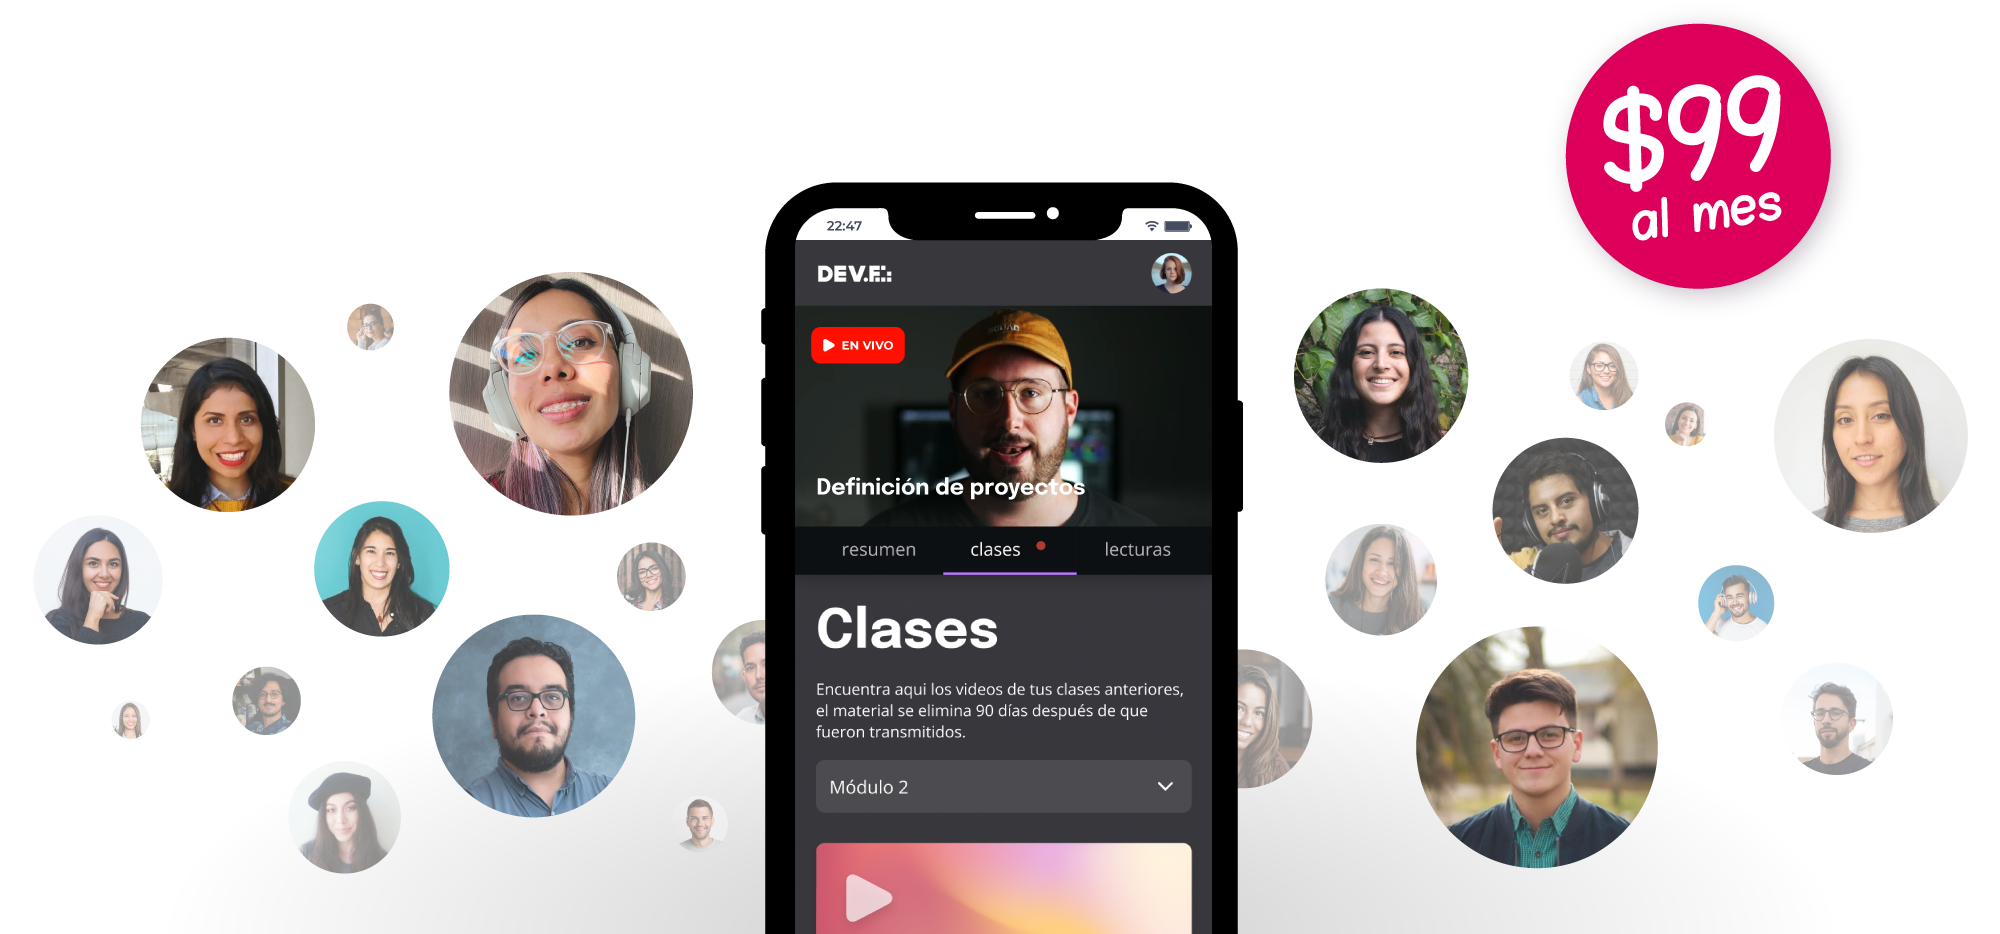 $99
al mes
22:47
DEV.F.:
EN VIVO
Definición de proyectos
resumen
clases
lecturas
Clases
Encuentra aqui los videos de tus clases anteriores,
el material se elimina 90 días después de que
fueron transmitidos.
Módulo 2